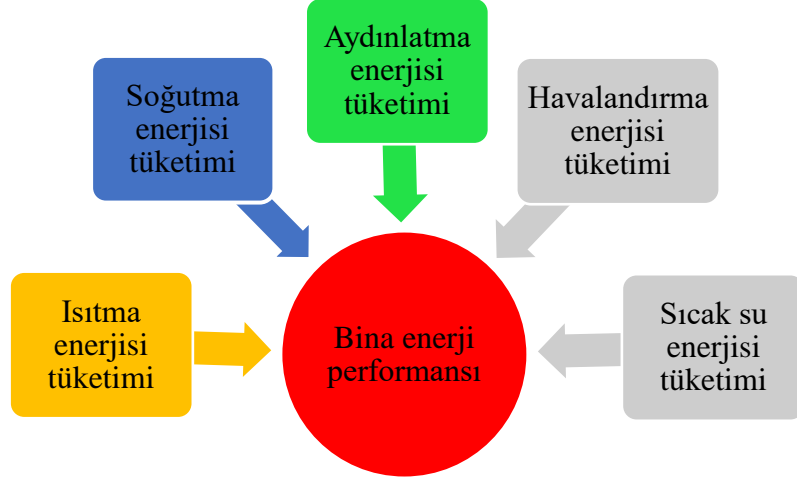 Isıtma
enerjisi
tüketimi
Soğutma
enerjisi
tüketimi
Aydınlatma
enerjisi
tüketimi
Havalandırma
enerjisi
tüketimi
Sıcak su
enerjisi
tüketimi
Bina enerji
performansı